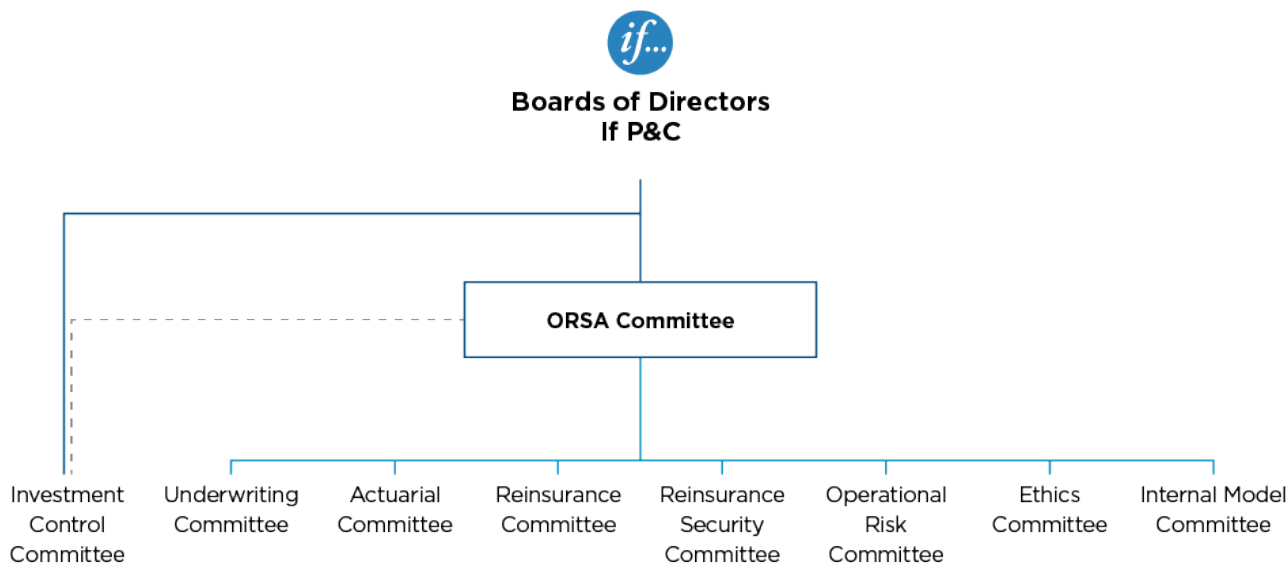 if...
Boards of Directors
If P&C
ORSA Committee
Investment
Control
Committee
Underwriting
Committee
Actuarial
Committee
Reinsurance
Committee
Reinsurance
Security
Committee
Operational
Risk
Committee
Ethics
Committee
Internal Model
Committee